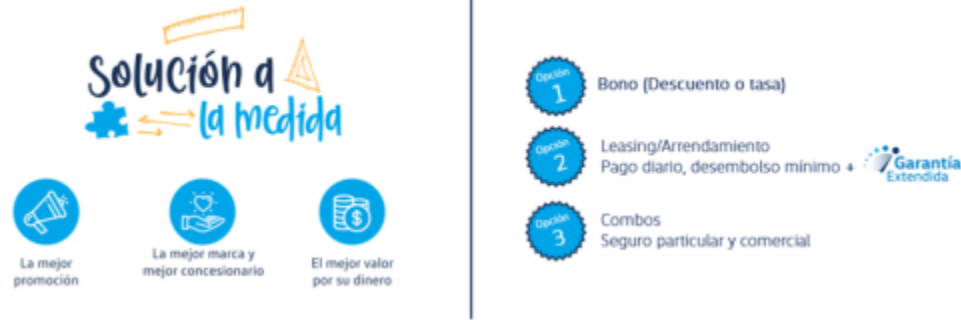 Solución a
la medida
La mejor
promoción
La mejor marca y
mejor concesionario
El mejor valor
por su dinero
Opción
1
Bono (Descuento o tasa)
Opción
2
Leasing/Arrendamiento
Pago diario, desembolso mínimo +
Garantía
Extendida
Opción
3
Combos
Seguro particular y comercial